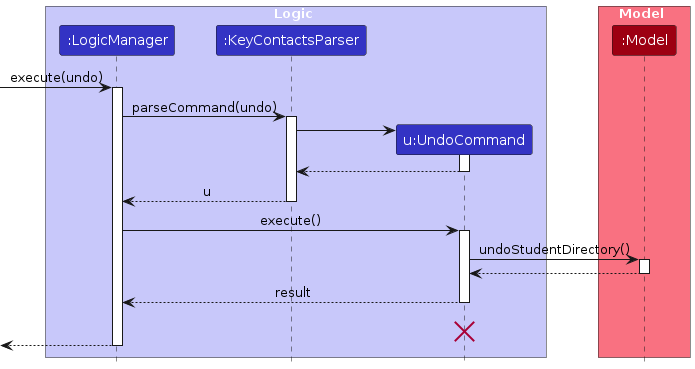 Logic
Model
:LogicManager
:KeyContactsParser
:Model
execute(undo)
parseCommand(undo)
u:UndoCommand
u
execute()
undoStudentDirectory()
result